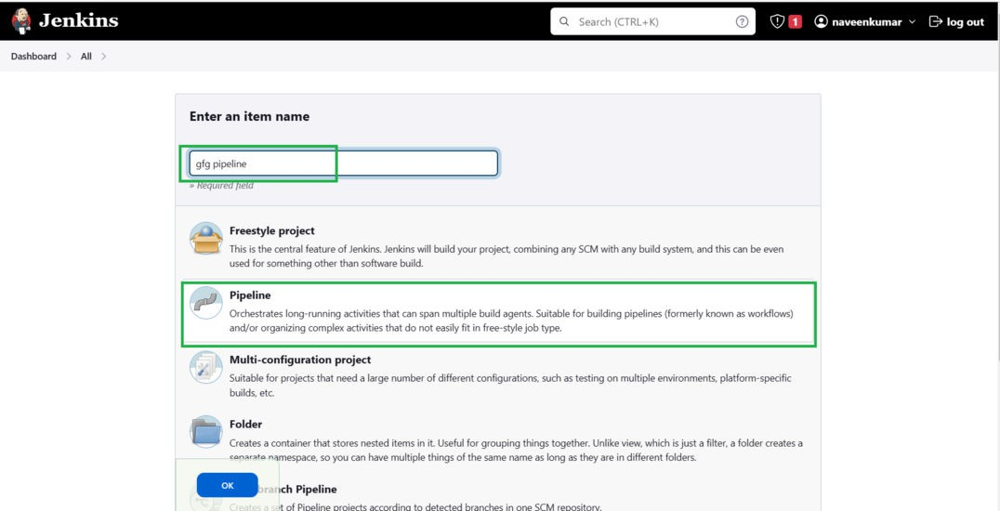 Jenkins
Search (CTRL+K)
?
1
naveenkumar
log out
Dashboard
All
Enter an item name
gfg pipeline
» Required field
Freestyle project
This is the central feature of Jenkins. Jenkins will build your project, combining any SCM with any build system, and this can be even
used for something other than software build.
Pipeline
Orchestrates long-running activities that can span multiple build agents. Suitable for building pipelines (formerly known as workflows)
and/or organizing complex activities that do not easily fit in free-style job type.
Multi-configuration project
Suitable for projects that need a large number of different configurations, such as testing on multiple environments, platform-specific
builds, etc.
Folder
Creates a container that stores nested items in it. Useful for grouping things together. Unlike view, which is just a filter, a folder creates a
separate namespace, so you can have multiple things of the same name as long as they are in different folders.
OK
Pipeline
Creates a set of Pipeline projects according to detected branches in one SCM repository.